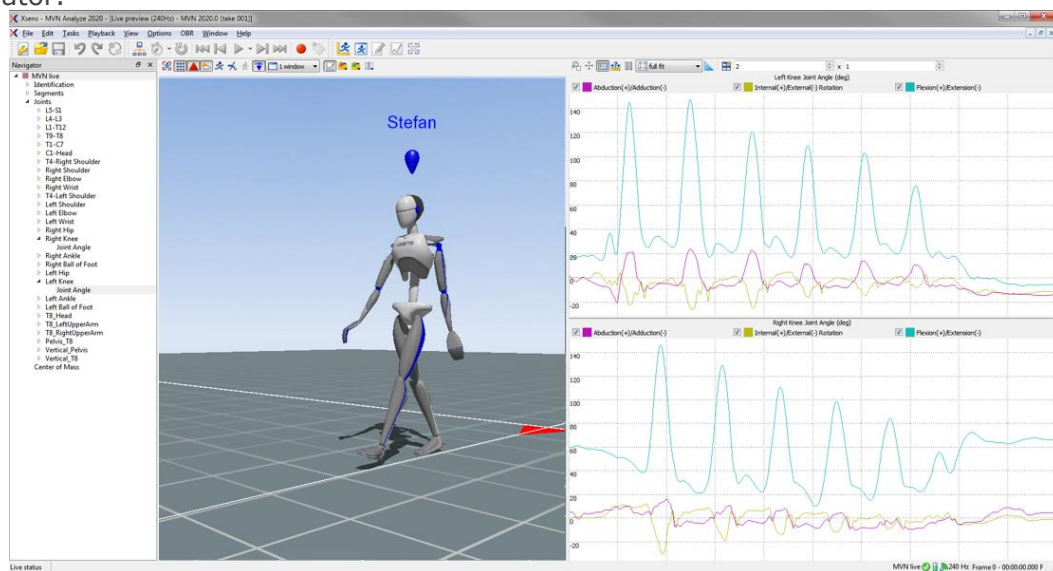 ator:
Xsens - MVN Analyze 2020 - [Live preview (240Hz) - MVN 2020.0 (take 001)]
File Edit Tasks Playback View Options OBR Window Help
Navigator
1 window
full fit
2 x 1
MVN live
Identification
Segments
Joints
L5-S1
L4-L3
L1-T12
T9-T8
T1-C7
C1-Head
T4-Right Shoulder
Right Shoulder
Right Elbow
Right Wrist
T4-Left Shoulder
Left Shoulder
Left Elbow
Left Wrist
Right Hip
Right Knee
Joint Angle
Right Ankle
Right Ball of Foot
Left Hip
Left Knee
Joint Angle
Left Ankle
Left Ball of Foot
T8_Head
T8_LeftUpperArm
T8_RightUpperArm
Pelvis_T8
Vertical_Pelvis
Vertical_T8
Center of Mass
Stefan
Left Knee Joint Angle (deg)
Abduction(+)/Adduction(-) Internal(+)/External(-) Rotation Flexion(+)/Extension(-)
140
120
100
80
60
40
20
0
-20
Right Knee Joint Angle (deg)
Abduction(+)/Adduction(-) Internal(+)/External(-) Rotation Flexion(+)/Extension(-)
140
120
100
80
60
40
20
0
-20
Live status
MVN live 240 Hz Frame 0 - 00:00:00.000 F